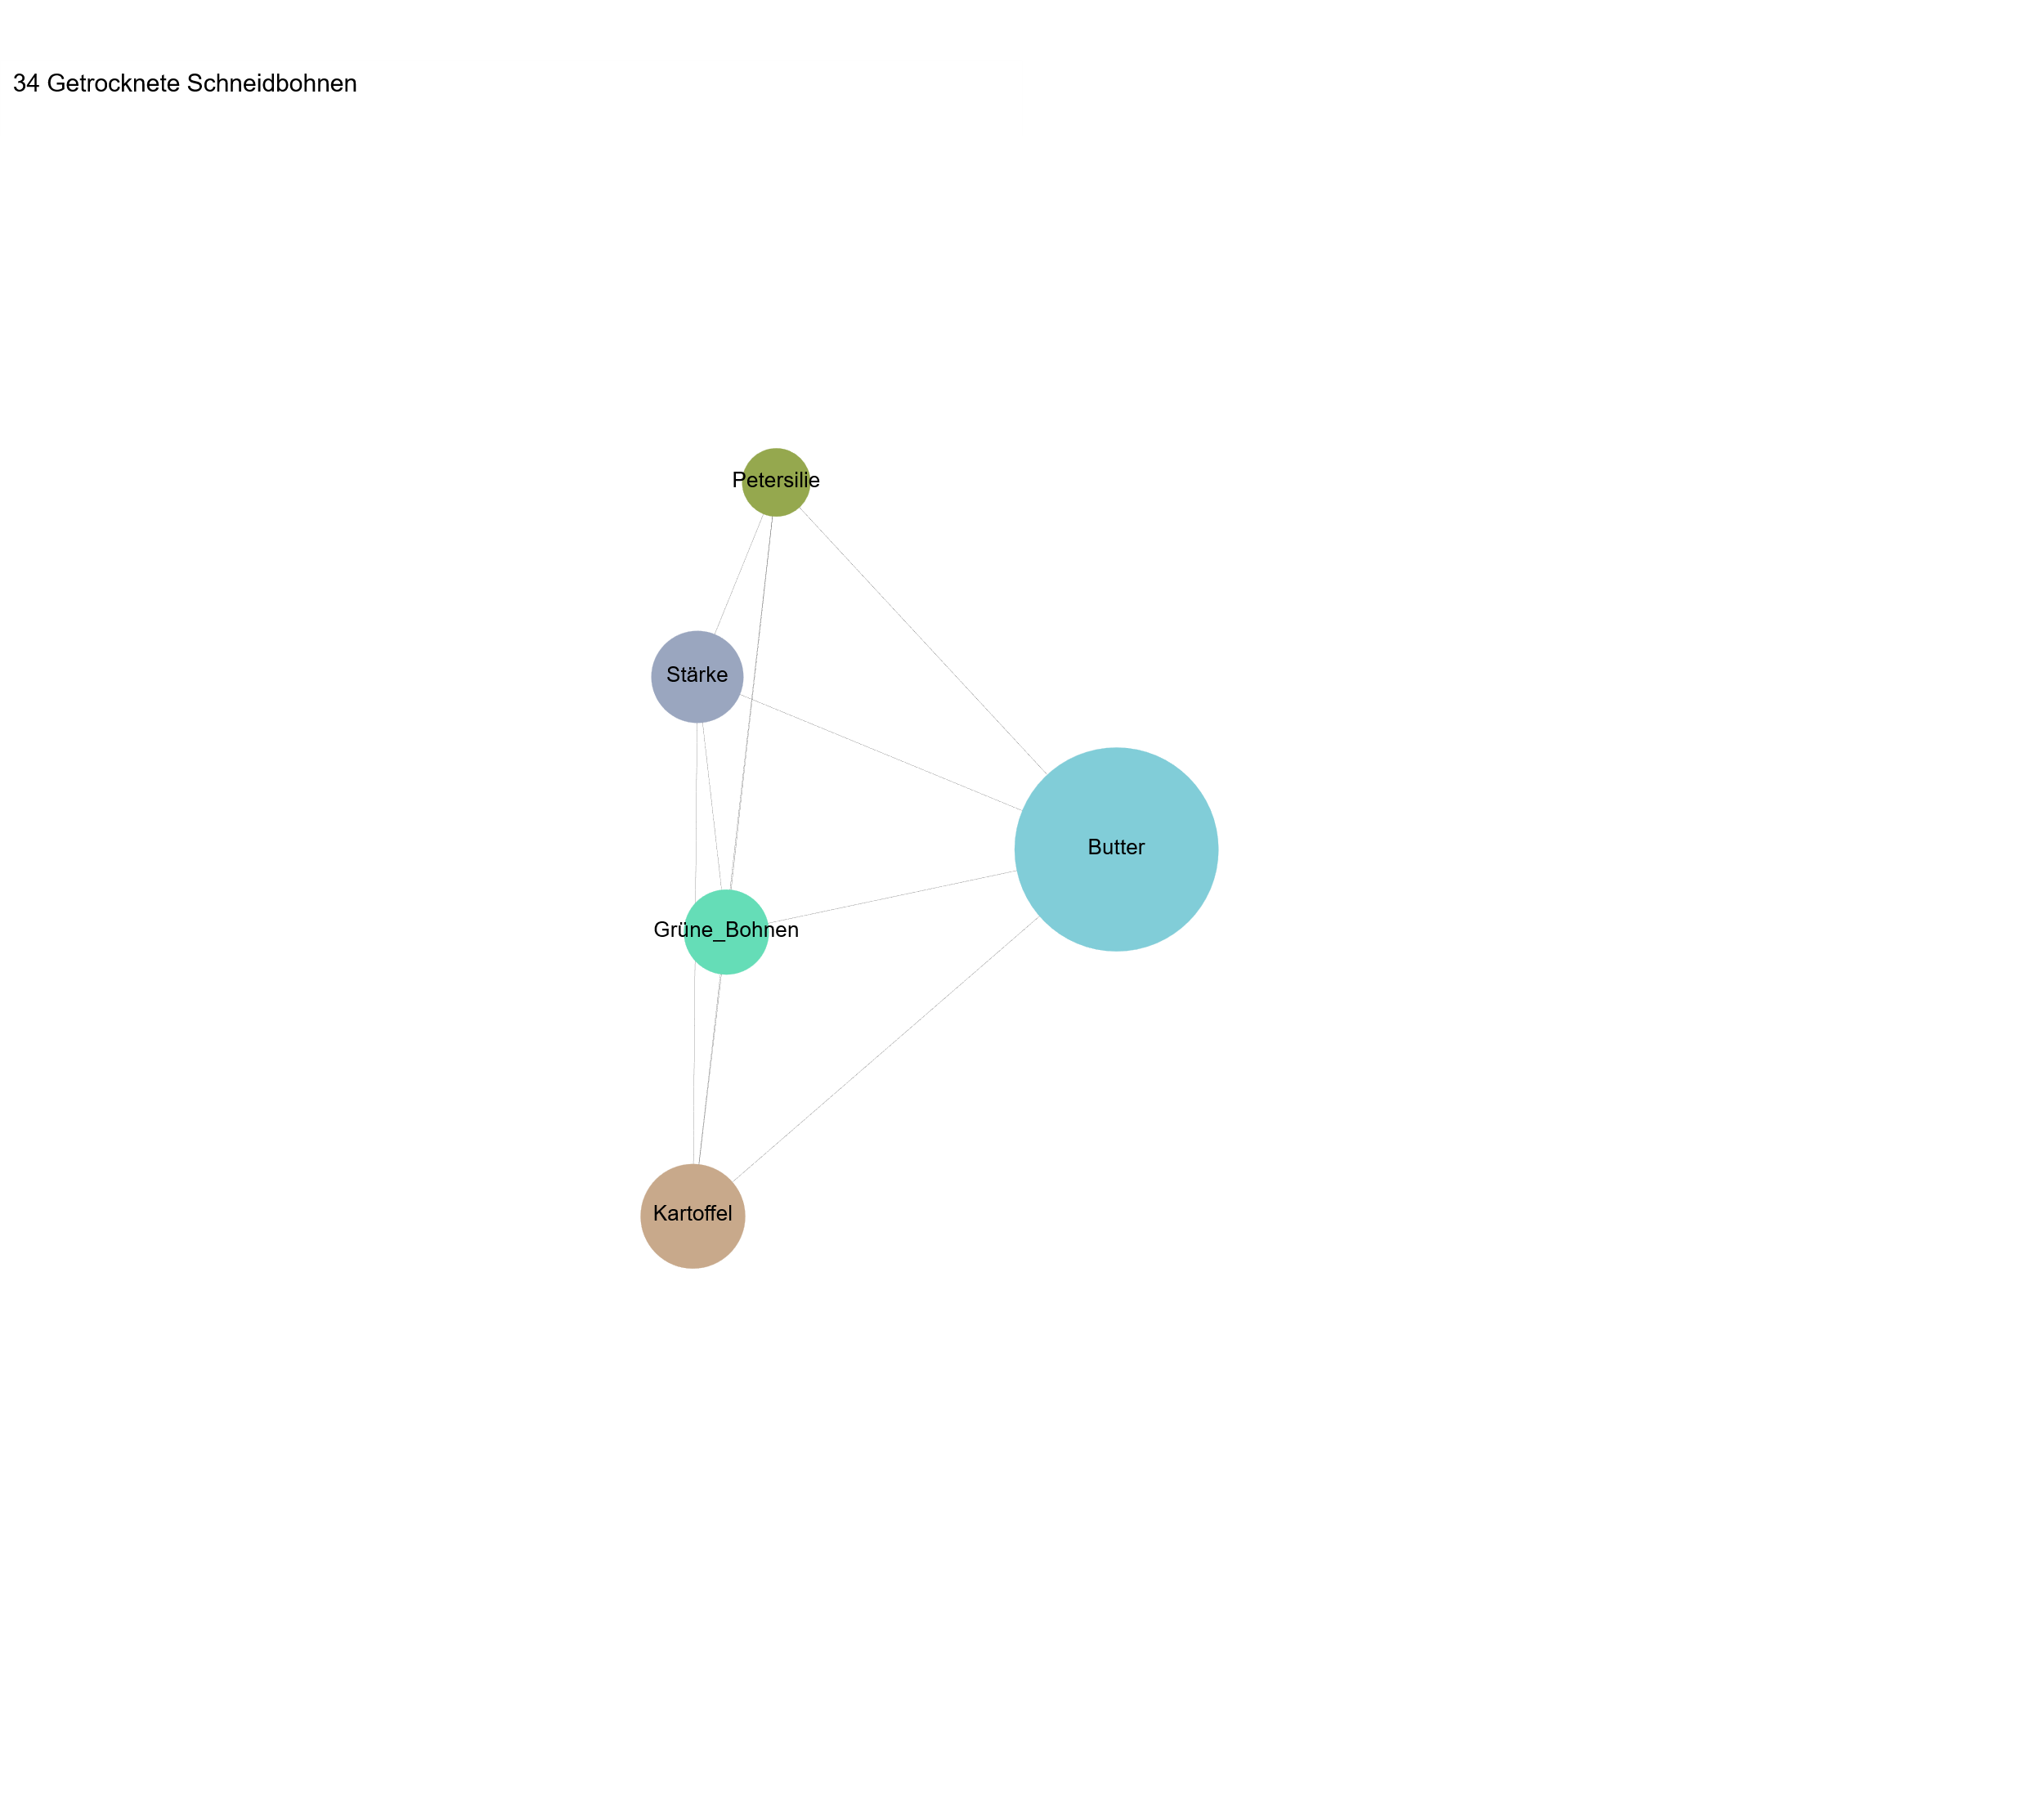 34 Getrocknete Schneidbohnen
Petersilie
Stärke
Butter
Grüne_Bohnen
Kartoffel